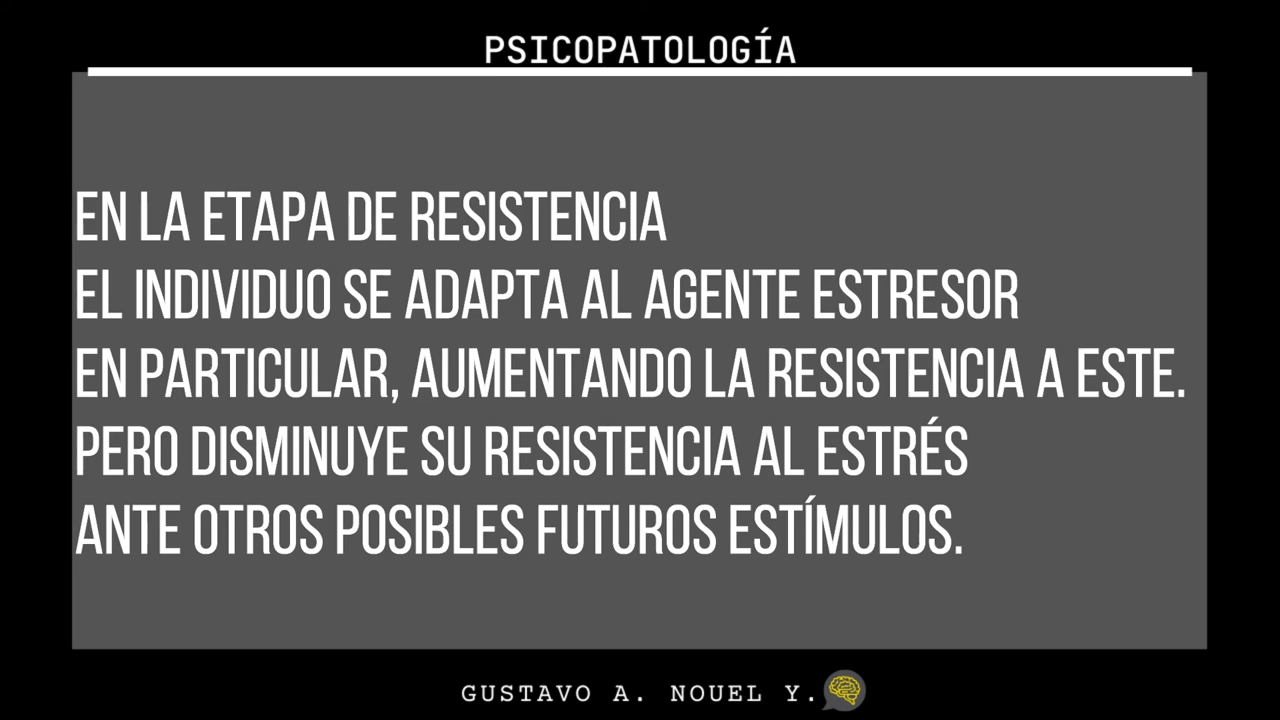 PSICOPATOLOGÍA
EN LA ETAPA DE RESISTENCIA
EL INDIVIDUO SE ADAPTA AL AGENTE ESTRESOR
EN PARTICULAR, AUMENTANDO LA RESISTENCIA A ESTE.
PERO DISMINUYE SU RESISTENCIA AL ESTRÉS
ANTE OTROS POSIBLES FUTUROS ESTÍMULOS.
GUSTAVO A. NOUEL Y.